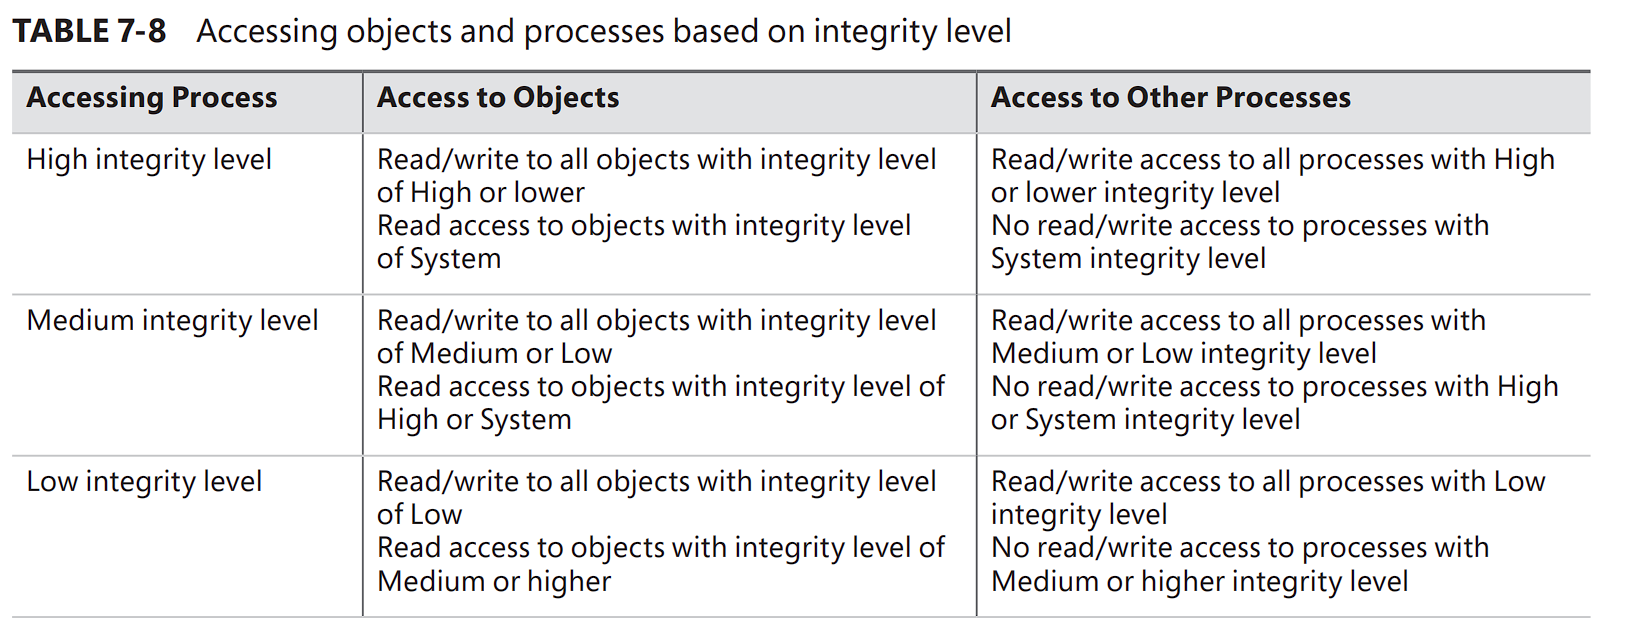 TABLE 7-8 Accessing objects and processes based on integrity level
Accessing Process
Access to Objects
Access to Other Processes
High integrity level
Read/write to all objects with integrity level
of High or lower
Read access to objects with integrity level
of System
Read/write access to all processes with High
or lower integrity level
No read/write access to processes with
System integrity level
Medium integrity level
Read/write to all objects with integrity level
of Medium or Low
Read access to objects with integrity level of
High or System
Read/write access to all processes with
Medium or Low integrity level
No read/write access to processes with High
or System integrity level
Low integrity level
Read/write to all objects with integrity level
of Low
Read access to objects with integrity level of
Medium or higher
Read/write access to all processes with Low
integrity level
No read/write access to processes with
Medium or higher integrity level